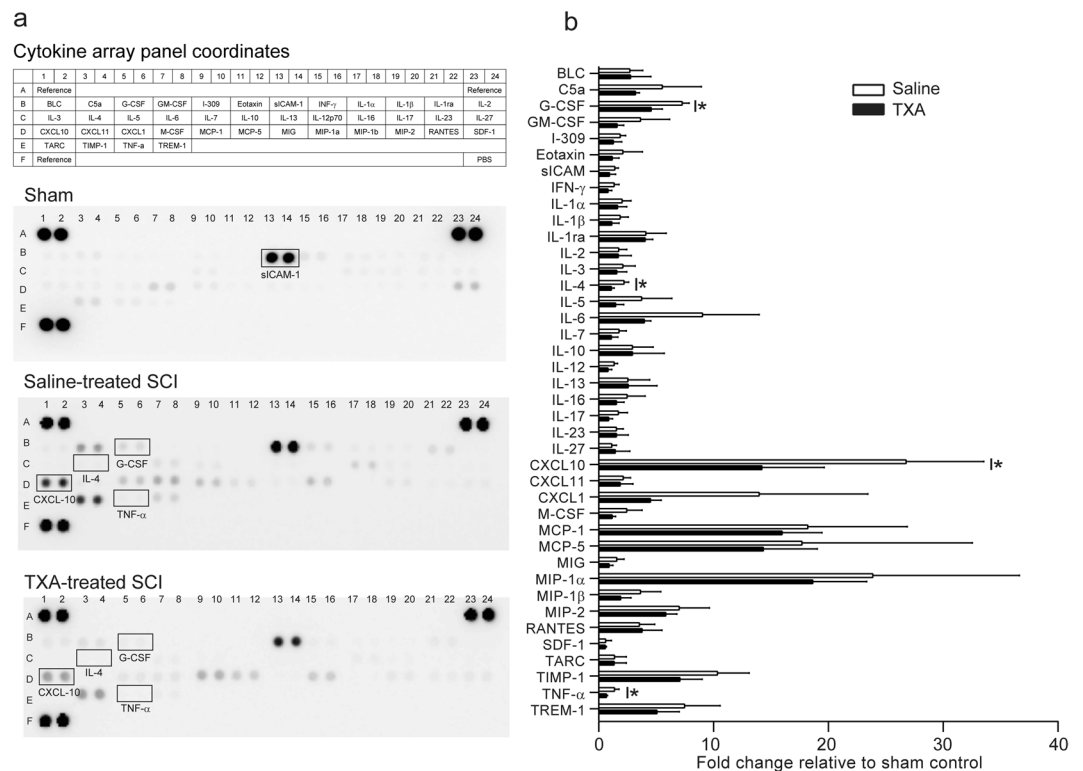 a
Cytokine array panel coordinates
1 2 3 4 5 6 7 8 9 10 11 12 13 14 15 16 17 18 19 20 21 22 23 24
A Reference Reference
B BLC C5a G-CSF GM-CSF I-309 Eotaxin sICAM-1 INF-γ IL-1α IL-1β IL-1ra IL-2
C IL-3 IL-4 IL-5 IL-6 IL-7 IL-10 IL-13 IL-12p70 IL-16 IL-17 IL-23 IL-27
D CXCL10 CXCL11 CXCL1 M-CSF MCP-1 MCP-5 MIG MIP-1a MIP-1b MIP-2 RANTES SDF-1
E TARC TIMP-1 TNF-a TREM-1
F Reference PBS
Sham
1 2 3 4 5 6 7 8 9 10 11 12 13 14 15 16 17 18 19 20 21 22 23 24
A
B
C
sICAM-1
D
E
F
Saline-treated SCI
1 2 3 4 5 6 7 8 9 10 11 12 13 14 15 16 17 18 19 20 21 22 23 24
A
B
C
G-CSF
IL-4
D
CXCL-10
E
TNF-α
F
TXA-treated SCI
1 2 3 4 5 6 7 8 9 10 11 12 13 14 15 16 17 18 19 20 21 22 23 24
A
B
C
G-CSF
IL-4
D
CXCL-10
E
TNF-α
F
b
Saline
TXA
BLC
C5a
G-CSF *
GM-CSF
I-309
Eotaxin
sICAM
IFN-γ
IL-1α
IL-1β
IL-1ra
IL-2
IL-3
IL-4 *
IL-5
IL-6
IL-7
IL-10
IL-12
IL-13
IL-16
IL-17
IL-23
IL-27
CXCL10 *
CXCL11
CXCL1
M-CSF
MCP-1
MCP-5
MIG
MIP-1α
MIP-1β
MIP-2
RANTES
SDF-1
TARC
TIMP-1
TNF-α *
TREM-1
0 10 20 30 40
Fold change relative to sham control